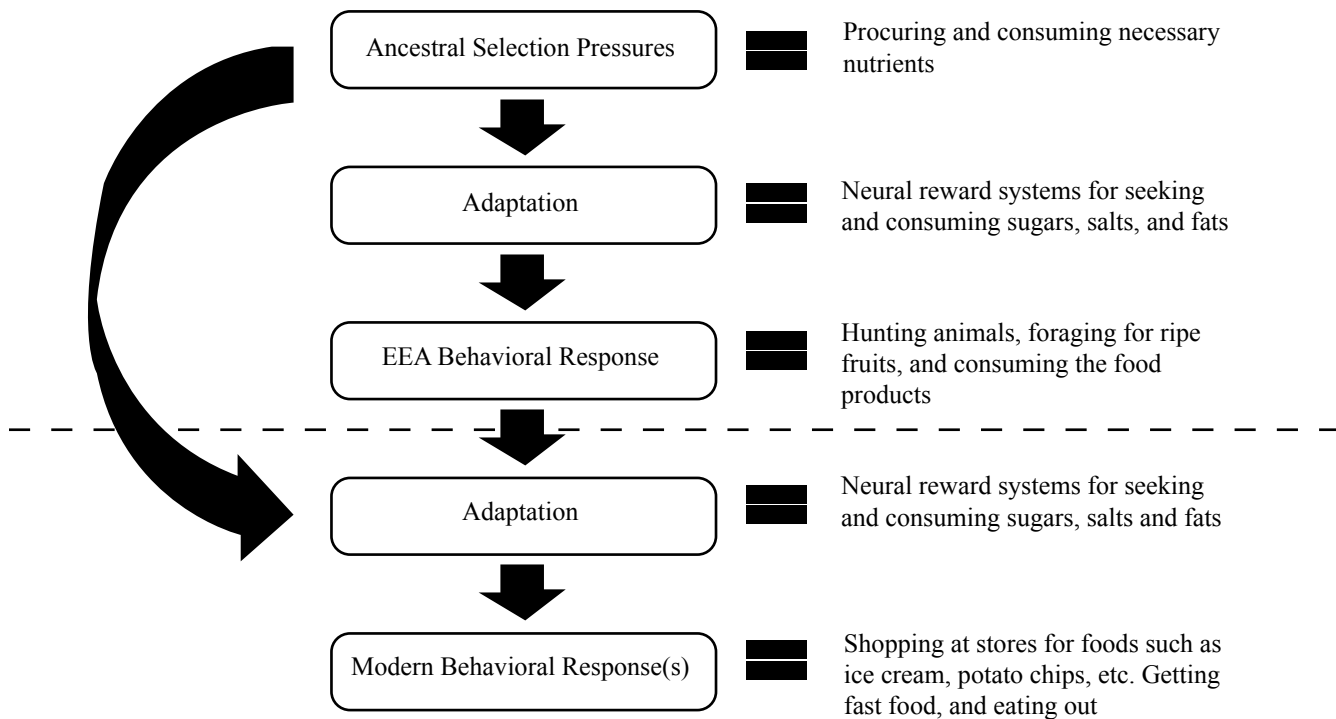 Ancestral Selection Pressures
Procuring and consuming necessary
nutrients
Adaptation
Neural reward systems for seeking
and consuming sugars, salts, and fats
EEA Behavioral Response
Hunting animals, foraging for ripe
fruits, and consuming the food
products
Adaptation
Neural reward systems for seeking
and consuming sugars, salts and fats
Modern Behavioral Response(s)
Shopping at stores for foods such as
ice cream, potato chips, etc. Getting
fast food, and eating out